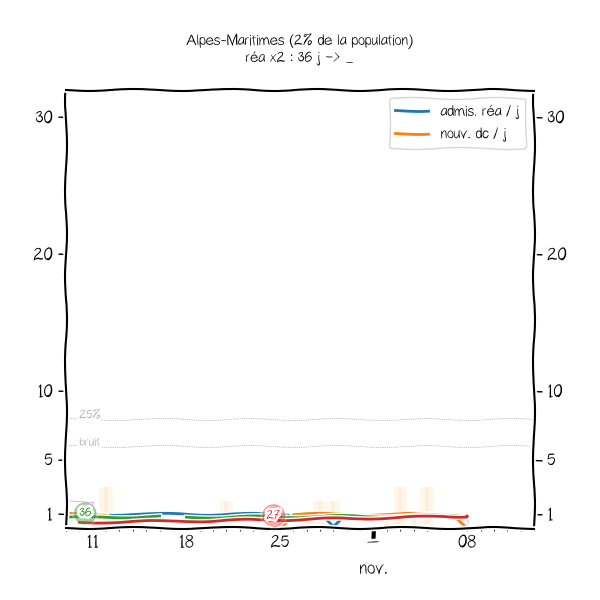 Alpes-Maritimes (2% de la population)
réa x2 : 36 j -> _
admis. réa / j
nouv. dc / j
30 30
20 20
10 10
25%
bruit
5 5
36 27
1 1
11 18 25 1 08
nov.